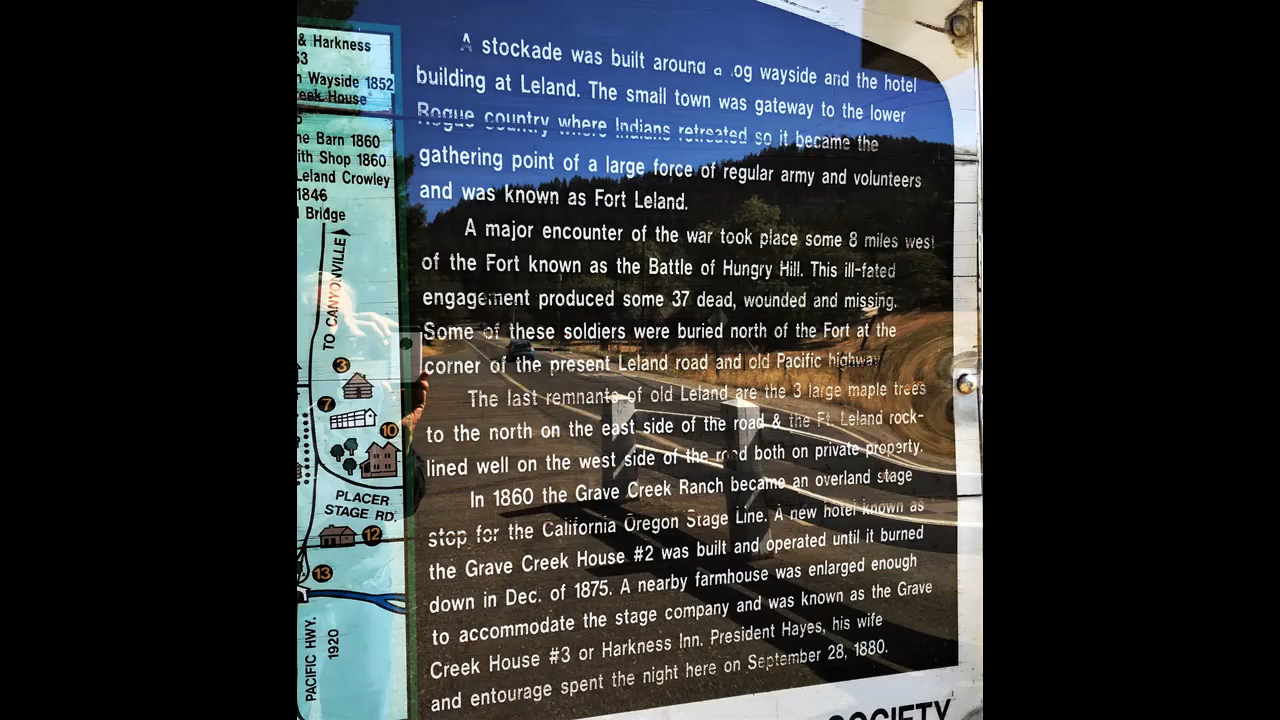 & Harkness
53
Wayside 1852
reek House
ne Barn 1860
ith Shop 1860
Leland Crowley
1846
Bridge
TO CANYONVILLE
3
7
10
PLACER
STAGE RD.
12
13
PACIFIC HWY.
1920
A stockade was built around a og wayside and the hotel
building at Leland. The small town was gateway to the lower
Rogue country where Indians retreated so it became the
gathering point of a large force of regular army and volunteers
and was known as Fort Leland.
A major encounter of the war took place some 8 miles west
of the Fort known as the Battle of Hungry Hill. This ill-fated
engagement produced some 37 dead, wounded and missing.
Some of these soldiers were buried north of the Fort at the
corner of the present Leland road and old Pacific highway
The last remnants of old Leland are the 3 large maple trees
to the north on the east side of the road & the Ft. Leland rock-
lined well on the west side of the road both on private property.
In 1860 the Grave Creek Ranch became an overland stage
stop for the California Oregon Stage Line. A new hotel known as
the Grave Creek House #2 was built and operated until it burned
down in Dec. of 1875. A nearby farmhouse was enlarged enough
to accommodate the stage company and was known as the Grave
Creek House #3 or Harkness Inn. President Hayes, his wife
and entourage spent the night here on September 28, 1880.
SOCIETY